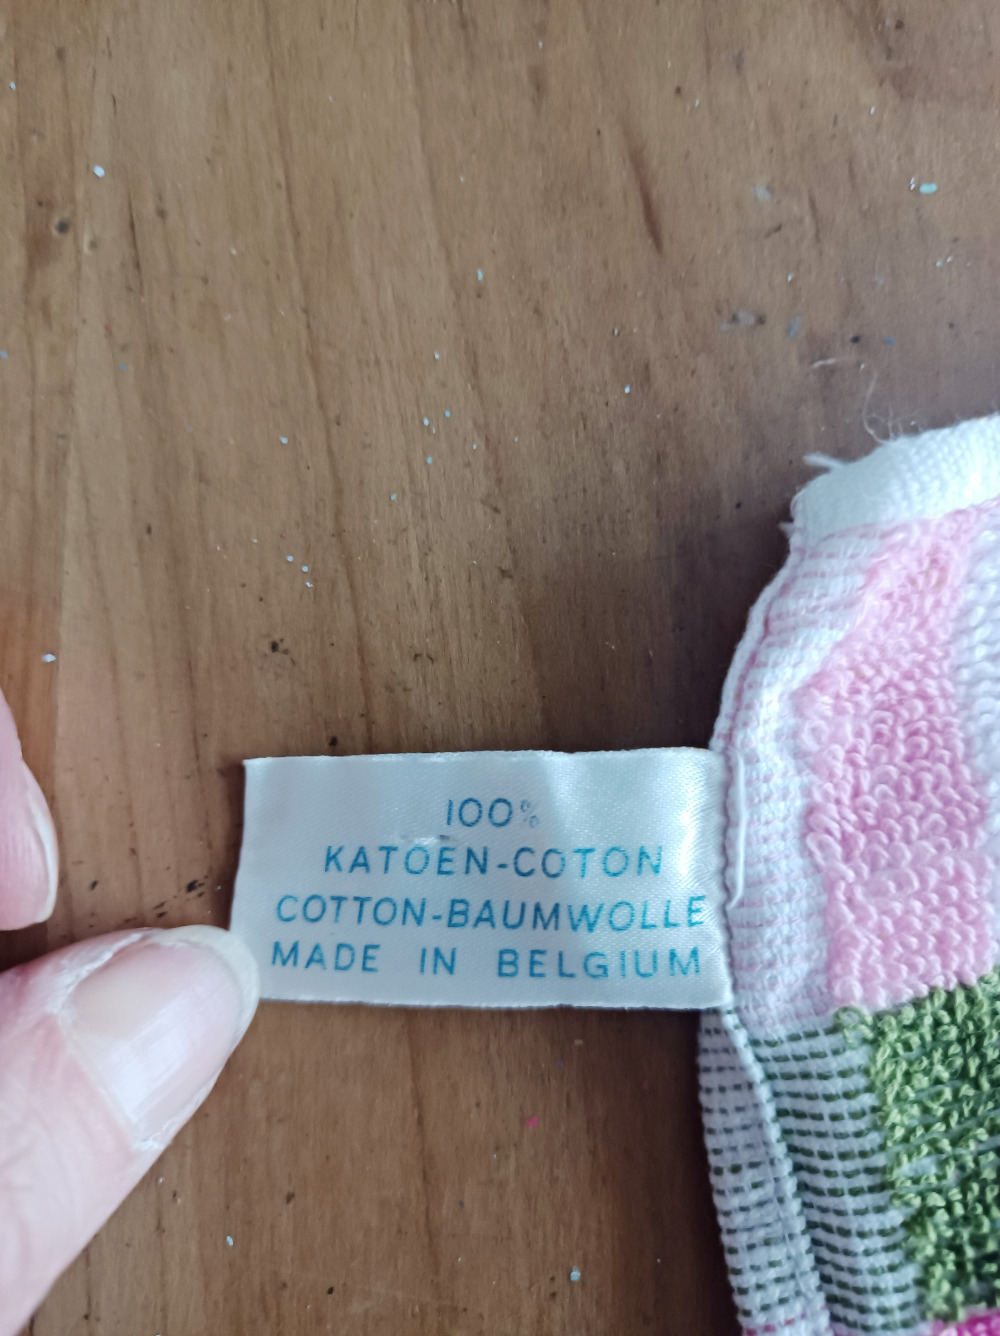 100%
KATOEN-COTON
COTTON-BAUMWOLLE
MADE IN BELGIUM